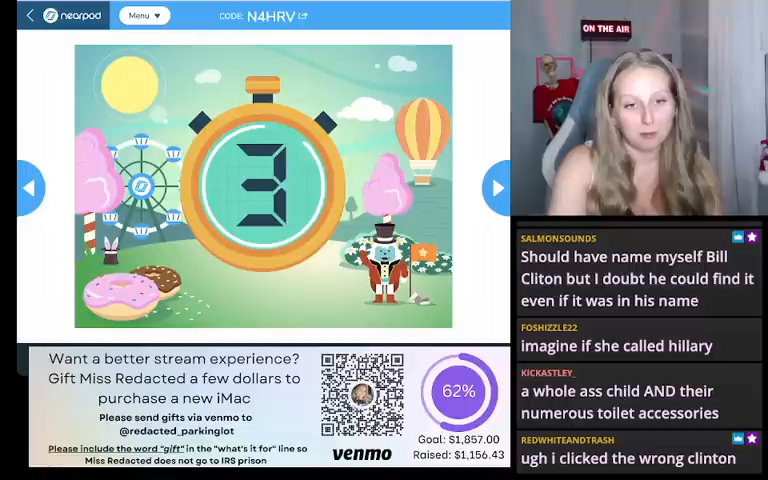 nearpod
Menu
CODE: N4HRV
ON THE AIR
3
SALMONSOUNDS
Should have name myself Bill
Cliton but I doubt he could find it
even if it was in his name
FOSHIZZLE22
imagine if she called hillary
KICKASTLEY_
a whole ass child AND their
numerous toilet accessories
REDWHITEANDTRASH
ugh i clicked the wrong clinton
Want a better stream experience?
Gift Miss Redacted a few dollars to
purchase a new iMac
Please send gifts via venmo to
@redacted_parkinglot
Please include the word "gift" in the "what's it for" line so
Miss Redacted does not go to IRS prison
venmo
62%
Goal: $1,857.00
Raised: $1,156.43